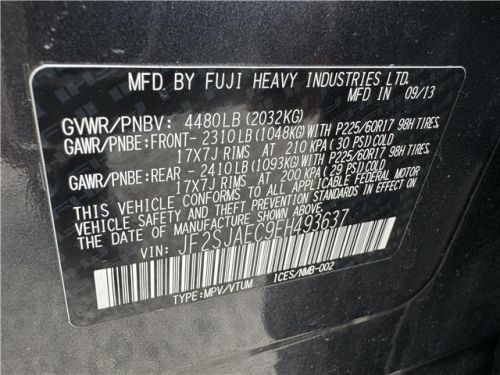 MFD BY FUJI HEAVY INDUSTRIES LTD.
MFD IN 09/13
GVWR/PNBV: 4480LB(2032KG)
GAWR/PNBE:FRONT- 2310LB(1048KG)WITH P225/60R17 98H TIRES,
17X7J RIMS AT 210 KPA(30 PSI)COLD
GAWR/PNBE:REAR - 2410LB(1093KG)WITH P225/60R17 98H TIRES,
17X7J RIMS AT 200 KPA(29 PSI)COLD
THIS VEHICLE CONFORMS TO ALL APPLICABLE FEDERAL MOTOR
VEHICLE SAFETY AND BUMPER STANDARDS IN EFFECT ON THE
DATE OF MANUFACTURE SHOWN ABOVE.
VIN: JF2SJAEC9EH493637
TYPE:MPV/VTUM ICES/NMB-002